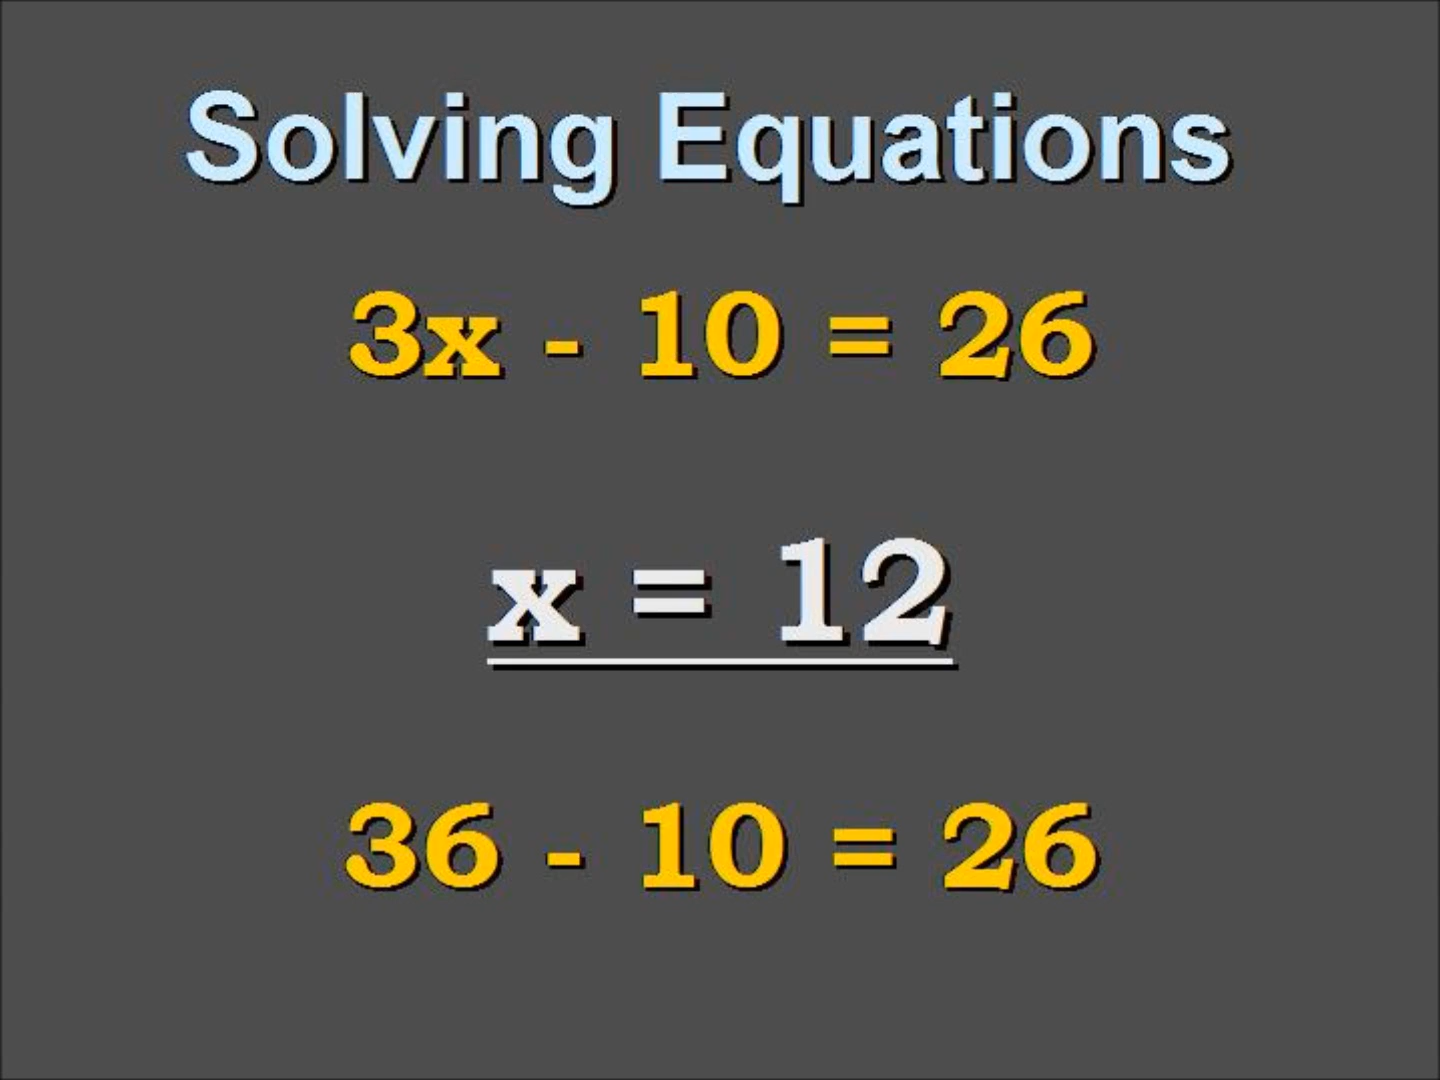 Solving Equations
3x - 10 = 26
x = 12
36 - 10 = 26